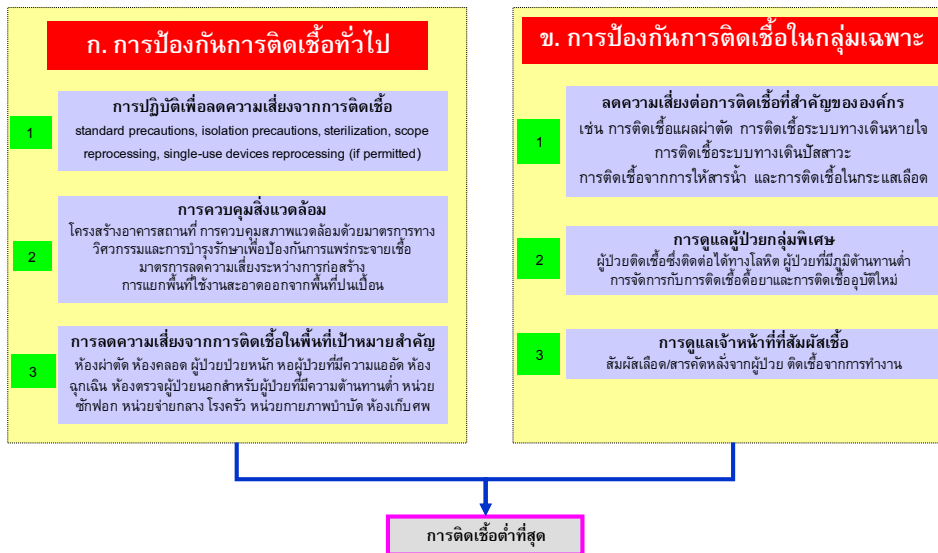 ก. การป้องกันการติดเชื้อทั่วไป
1
การปฏิบัติเพื่อลดความเสี่ยงจากการติดเชื้อ
standard precautions, isolation precautions, sterilization, scope
reprocessing, single-use devices reprocessing (if permitted)
2
การควบคุมสิ่งแวดล้อม
โครงสร้างอาคารสถานที่ การควบคุมสภาพแวดล้อมด้วยมาตรการทาง
วิศวกรรมและการบำรุงรักษาเพื่อป้องกันการแพร่กระจายเชื้อ
มาตรการลดความเสี่ยงระหว่างการก่อสร้าง
การแยกพื้นที่ใช้งานสะอาดออกจากพื้นที่ปนเปื้อน
3
การลดความเสี่ยงจากการติดเชื้อในพื้นที่เป้าหมายสำคัญ
ห้องผ่าตัด ห้องคลอด ผู้ป่วยป่วยหนัก หอผู้ป่วยที่มีความแออัด ห้อง
ฉุกเฉิน ห้องตรวจผู้ป่วยนอกสำหรับผู้ป่วยที่มีความต้านทานต่ำ หน่วย
ซักฟอก หน่วยจ่ายกลาง โรงครัว หน่วยกายภาพบำบัด ห้องเก็บศพ
ข. การป้องกันการติดเชื้อในกลุ่มเฉพาะ
1
ลดความเสี่ยงต่อการติดเชื้อที่สำคัญขององค์กร
เช่น การติดเชื้อแผลผ่าตัด การติดเชื้อระบบทางเดินหายใจ
การติดเชื้อระบบทางเดินปัสสาวะ
การติดเชื้อจากการให้สารน้ำ และการติดเชื้อในกระแสเลือด
2
การดูแลผู้ป่วยกลุ่มพิเศษ
ผู้ป่วยติดเชื้อซึ่งติดต่อได้ทางโลหิต ผู้ป่วยที่มีภูมิต้านทานต่ำ
การจัดการกับการติดเชื้อดื้อยาและการติดเชื้ออุบัติใหม่
3
การดูแลเจ้าหน้าที่ที่สัมผัสเชื้อ
สัมผัสเลือด/สารคัดหลั่งจากผู้ป่วย ติดเชื้อจากการทำงาน
การติดเชื้อต่ำที่สุด